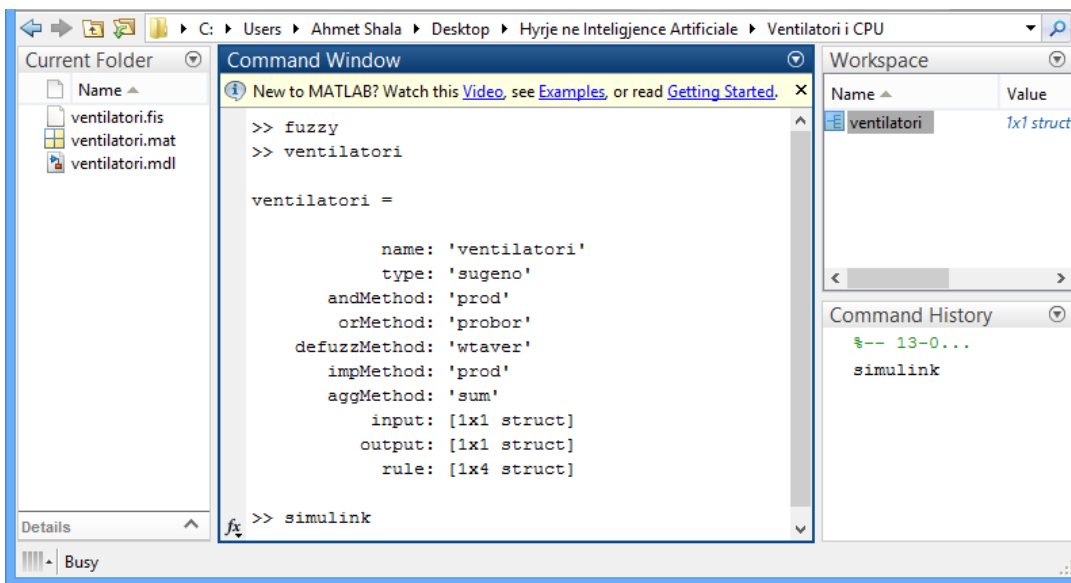 C: Users Ahmet Shala Desktop Hyrje ne Inteligjence Artificiale Ventilatori i CPU
Current Folder
Name
ventilatori.fis
ventilatori.mat
ventilatori.mdl
Details
Command Window
New to MATLAB? Watch this Video, see Examples, or read Getting Started.
>> fuzzy
>> ventilatori
ventilatori =
name: 'ventilatori'
type: 'sugeno'
andMethod: 'prod'
orMethod: 'probor'
defuzzMethod: 'wtaver'
impMethod: 'prod'
aggMethod: 'sum'
input: [1x1 struct]
output: [1x1 struct]
rule: [1x4 struct]
fx >> simulink
Workspace
Name Value
ventilatori 1x1 struct
Command History
%-- 13-0...
simulink
Busy